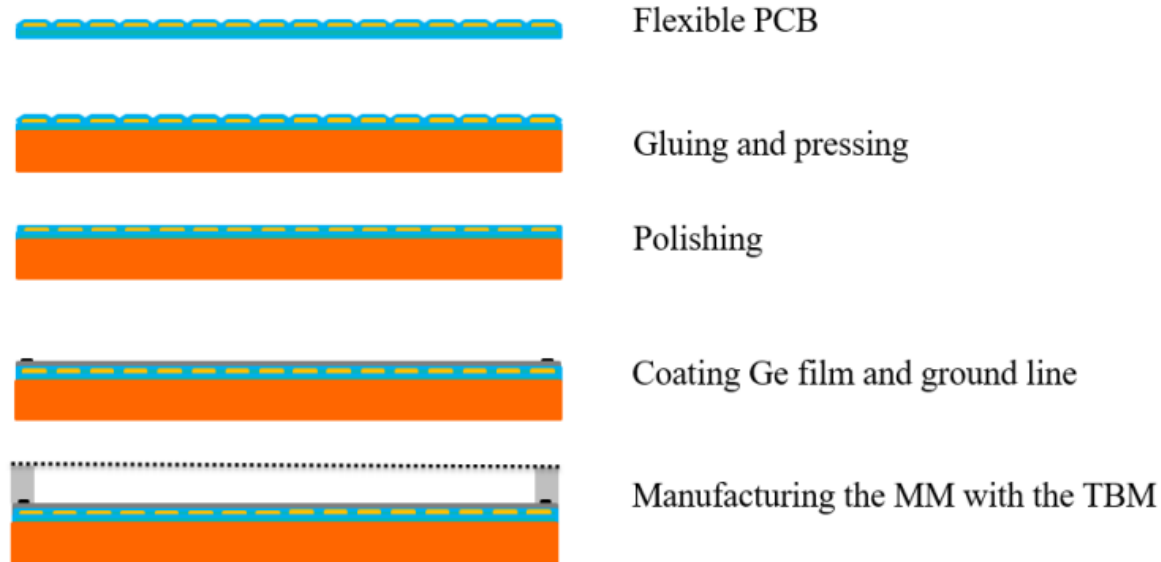 Flexible PCB
Gluing and pressing
Polishing
Coating Ge film and ground line
Manufacturing the MM with the TBM